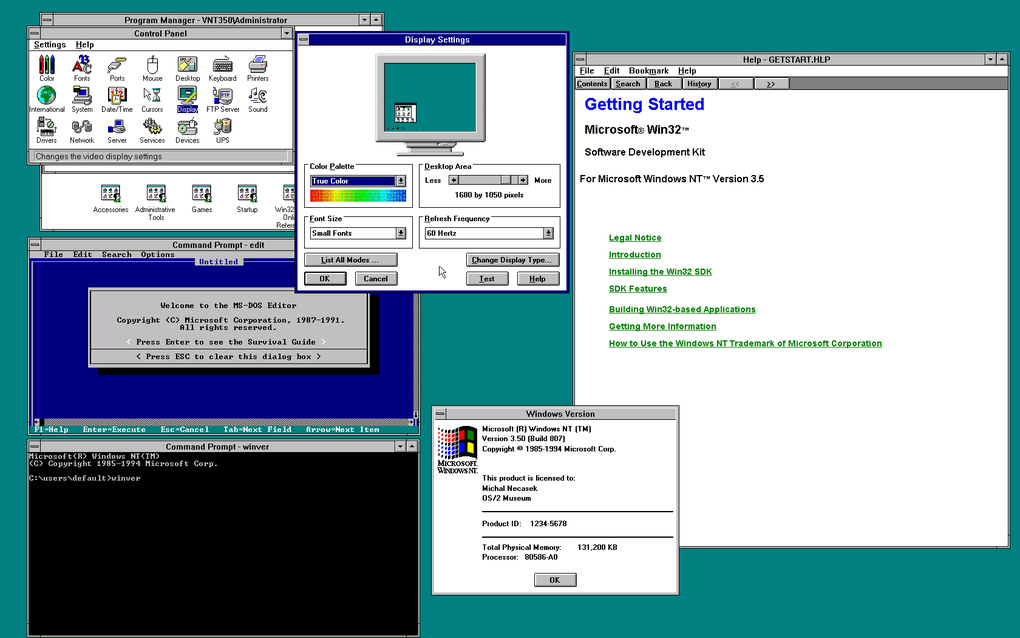 Program Manager - VNT350\Administrator
Control Panel
Settings Help
Color Fonts Ports Mouse Desktop Keyboard Printers
International System Date/Time Cursors Display FTP Server Sound
Drivers Network Server Services Devices UPS
Changes the video display settings
Accessories Administrative Tools Games Startup Win32 Onl Refere
Display Settings
Color Palette
True Color
Desktop Area
Less More
1680 by 1050 pixels
Font Size
Small Fonts
Refresh Frequency
60 Hertz
List All Modes ...
Change Display Type...
OK Cancel Test Help
Help - GETSTART.HLP
File Edit Bookmark Help
Contents Search Back History << >>
Getting Started
Microsoft® Win32™
Software Development Kit
For Microsoft Windows NT™ Version 3.5
Legal Notice
Introduction
Installing the Win32 SDK
SDK Features
Building Win32-based Applications
Getting More Information
How to Use the Windows NT Trademark of Microsoft Corporation
Command Prompt - edit
File Edit Search Options
Untitled
Welcome to the MS-DOS Editor
Copyright (C) Microsoft Corporation, 1987-1991.
All rights reserved.
< Press Enter to see the Survival Guide >
< Press ESC to clear this dialog box >
F1=Help Enter=Execute Esc=Cancel Tab=Next Field Arrow=Next Item
Command Prompt - winver
Microsoft(R) Windows NT(TM)
(C) Copyright 1985-1994 Microsoft Corp.
C:\users\default>winver
Windows Version
MICROSOFT.
WINDOWS NT.
Microsoft (R) Windows NT (TM)
Version 3.50 (Build 807)
Copyright © 1985-1994 Microsoft Corp.
This product is licensed to:
Michal Necasek
OS/2 Museum
Product ID: 1234-5678
Total Physical Memory: 131,200 KB
Processor: 80586-A0
OK